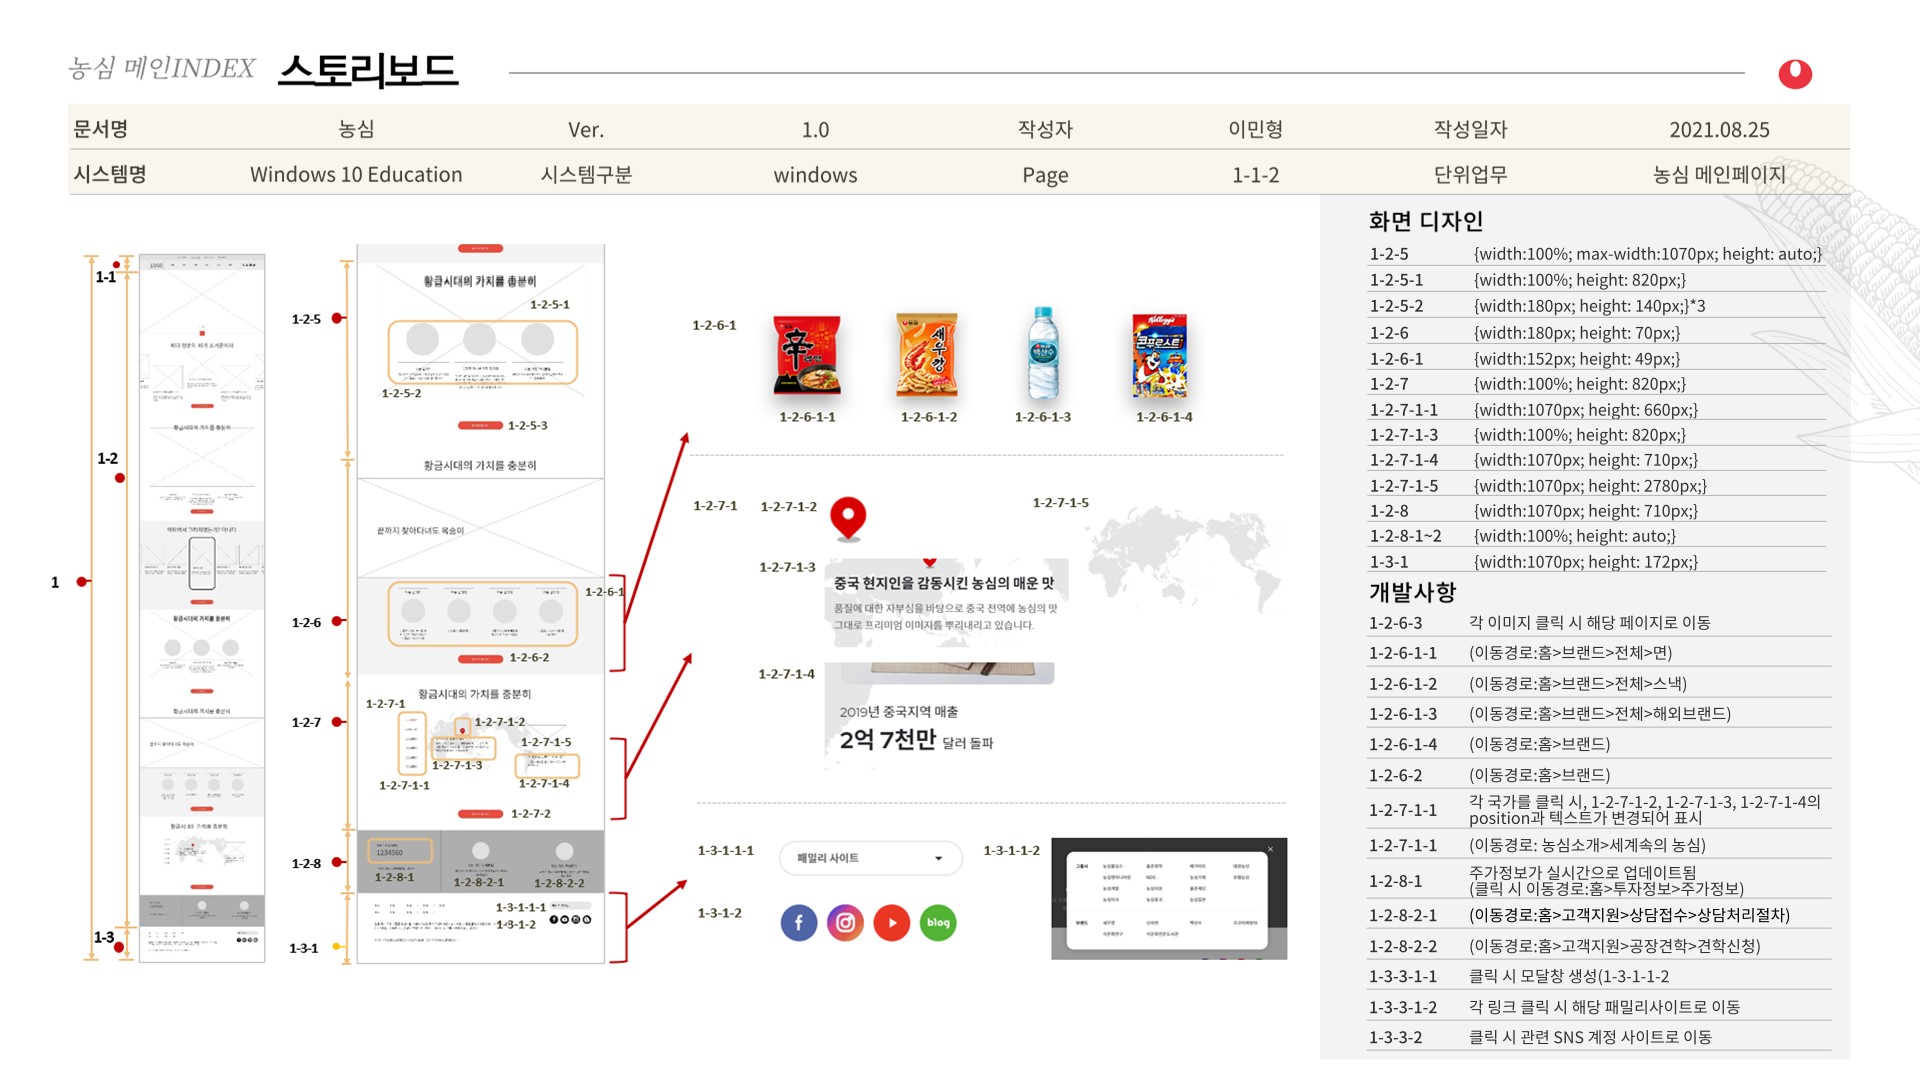 농심 메인INDEX 스토리보드
문서명 농심 Ver. 1.0 작성자 이민형 작성일자 2021.08.25
시스템명 Windows 10 Education 시스템구분 windows Page 1-1-2 단위업무 농심 메인페이지
1-1
1-2
1
1-3
황금시대의 가치를 충분히
1-2-5-1
1-2-5
1-2-5-2
1-2-5-3
황금시대의 가치를 충분히
끝까지 찾아다녀도 목숨이
1-2-6-1
1-2-6
1-2-6-2
황금시대의 가치를 충분히
1-2-7-1
1-2-7
1-2-7-1-2
1-2-7-1-5
1-2-7-1-3
1-2-7-1-1
1-2-7-1-4
1-2-7-2
1234560
1-2-8
1-2-8-1
1-2-8-2-1
1-2-8-2-2
1-3-1-1-1
1-3-1-2
1-3-1
1-2-6-1
辛
새우깡
백산수
Kellogg's
콘푸로스트
1-2-6-1-1
1-2-6-1-2
1-2-6-1-3
1-2-6-1-4
1-2-7-1
1-2-7-1-2
1-2-7-1-5
1-2-7-1-3
중국 현지인을 감동시킨 농심의 매운 맛
품질에 대한 자부심을 바탕으로 중국 전역에 농심의 맛
그대로 프리미엄 이미지를 뿌리내리고 있습니다.
1-2-7-1-4
2019년 중국지역 매출
2억 7천만 달러 돌파
1-3-1-1-1
패밀리 사이트
1-3-1-1-2
1-3-1-2
blog
화면 디자인
1-2-5 {width:100%; max-width:1070px; height: auto;}
1-2-5-1 {width:100%; height: 820px;}
1-2-5-2 {width:180px; height: 140px;}*3
1-2-6 {width:180px; height: 70px;}
1-2-6-1 {width:152px; height: 49px;}
1-2-7 {width:100%; height: 820px;}
1-2-7-1-1 {width:1070px; height: 660px;}
1-2-7-1-3 {width:100%; height: 820px;}
1-2-7-1-4 {width:1070px; height: 710px;}
1-2-7-1-5 {width:1070px; height: 2780px;}
1-2-8 {width:1070px; height: 710px;}
1-2-8-1~2 {width:100%; height: auto;}
1-3-1 {width:1070px; height: 172px;}
개발사항
1-2-6-3 각 이미지 클릭 시 해당 페이지로 이동
1-2-6-1-1 (이동경로:홈>브랜드>전체>면)
1-2-6-1-2 (이동경로:홈>브랜드>전체>스낵)
1-2-6-1-3 (이동경로:홈>브랜드>전체>해외브랜드)
1-2-6-1-4 (이동경로:홈>브랜드)
1-2-6-2 (이동경로:홈>브랜드)
1-2-7-1-1 각 국가를 클릭 시, 1-2-7-1-2, 1-2-7-1-3, 1-2-7-1-4의
position과 텍스트가 변경되어 표시
1-2-7-1-1 (이동경로: 농심소개>세계속의 농심)
1-2-8-1 주가정보가 실시간으로 업데이트됨
(클릭 시 이동경로:홈>투자정보>주가정보)
1-2-8-2-1 (이동경로:홈>고객지원>상담접수>상담처리절차)
1-2-8-2-2 (이동경로:홈>고객지원>공장견학>견학신청)
1-3-3-1-1 클릭 시 모달창 생성(1-3-1-1-2
1-3-3-1-2 각 링크 클릭 시 해당 패밀리사이트로 이동
1-3-3-2 클릭 시 관련 SNS 계정 사이트로 이동